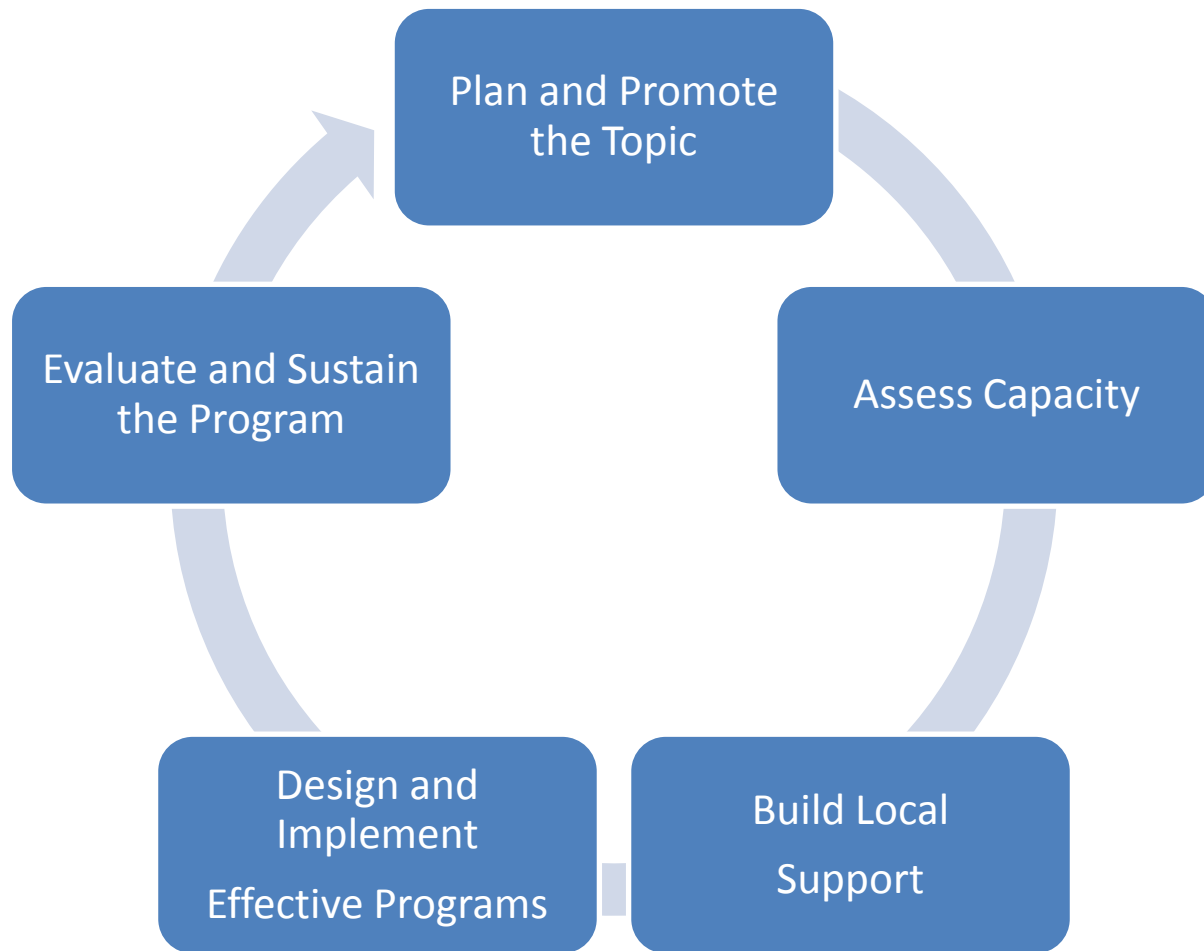 Plan and Promote
the Topic
Assess Capacity
Build Local
Support
Design and
Implement
Effective Programs
Evaluate and Sustain
the Program